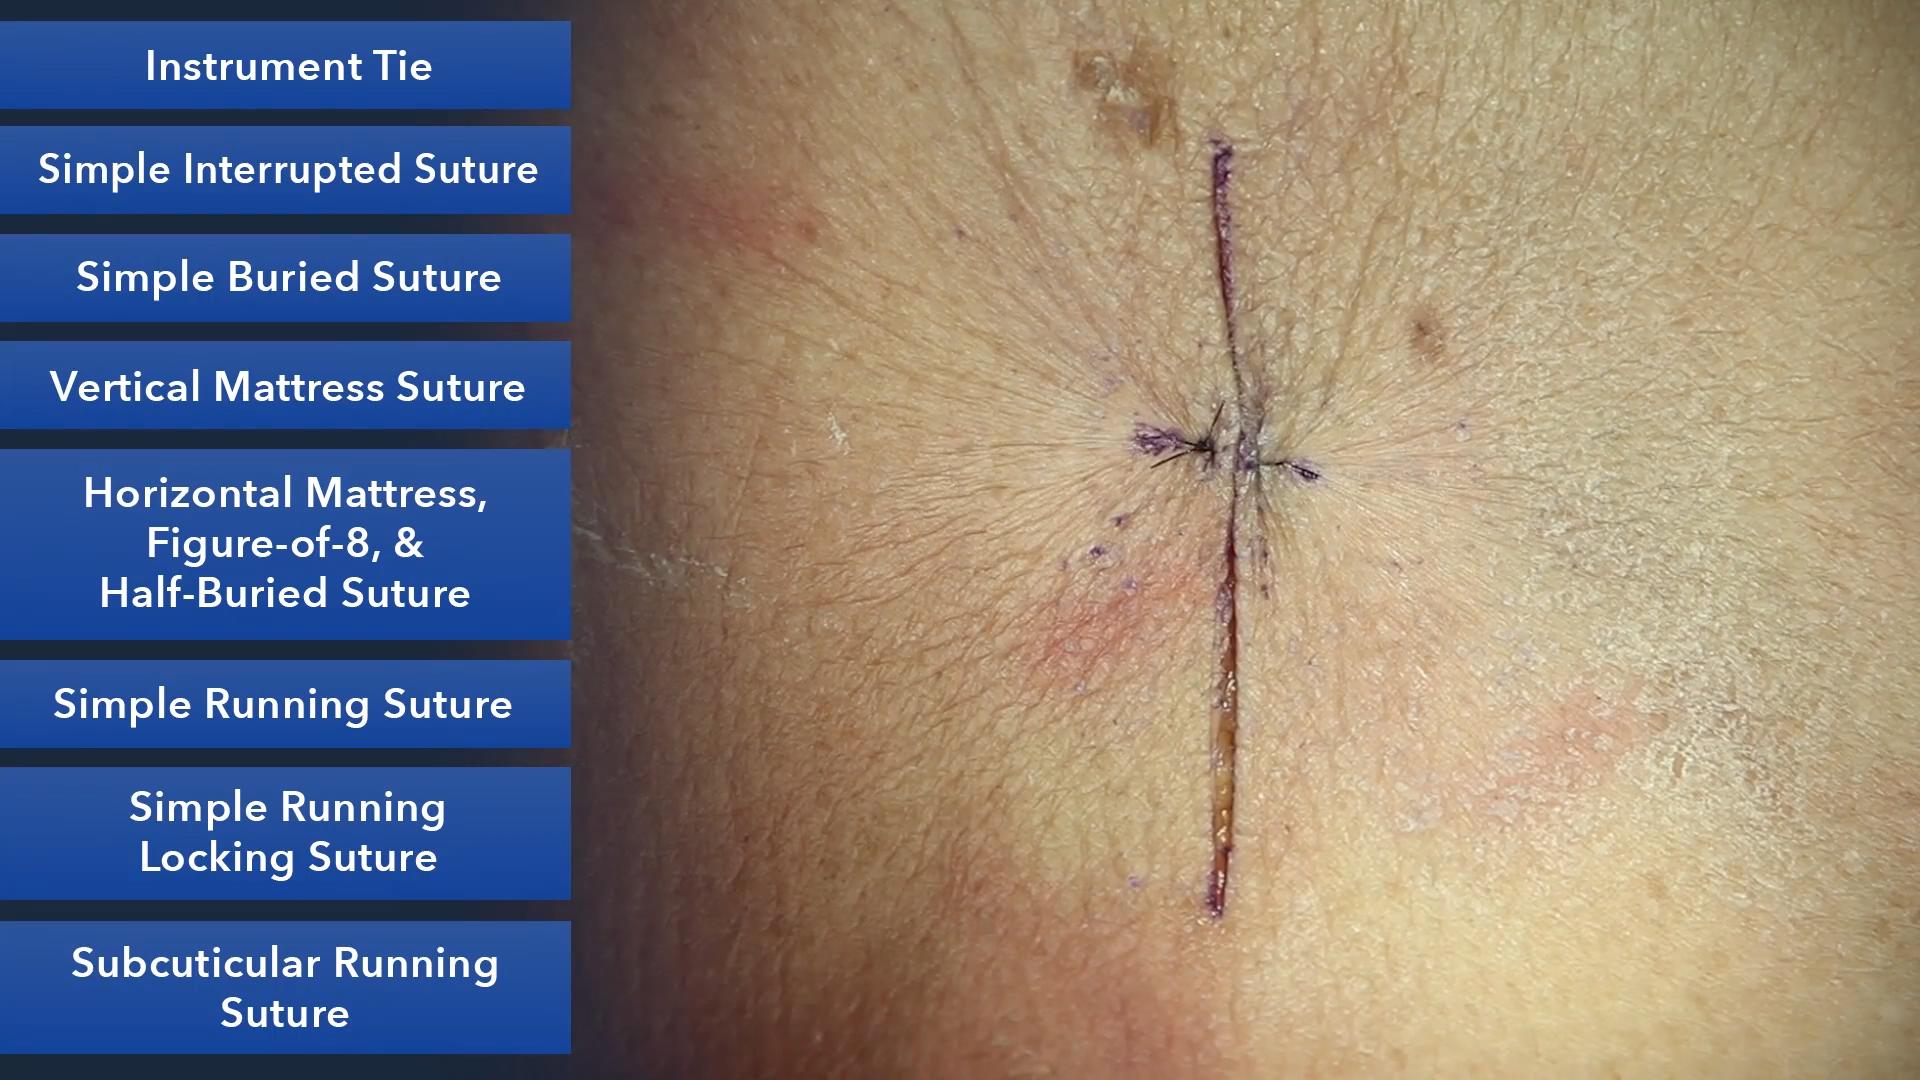 Instrument Tie
Simple Interrupted Suture
Simple Buried Suture
Vertical Mattress Suture
Horizontal Mattress,
Figure-of-8, &
Half-Buried Suture
Simple Running Suture
Simple Running
Locking Suture
Subcuticular Running
Suture